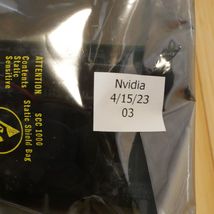 Nvidia
4/15/23
03
ATTENTION
Contents
Static
Sensitive
SCC 1000
Static Shield Bag